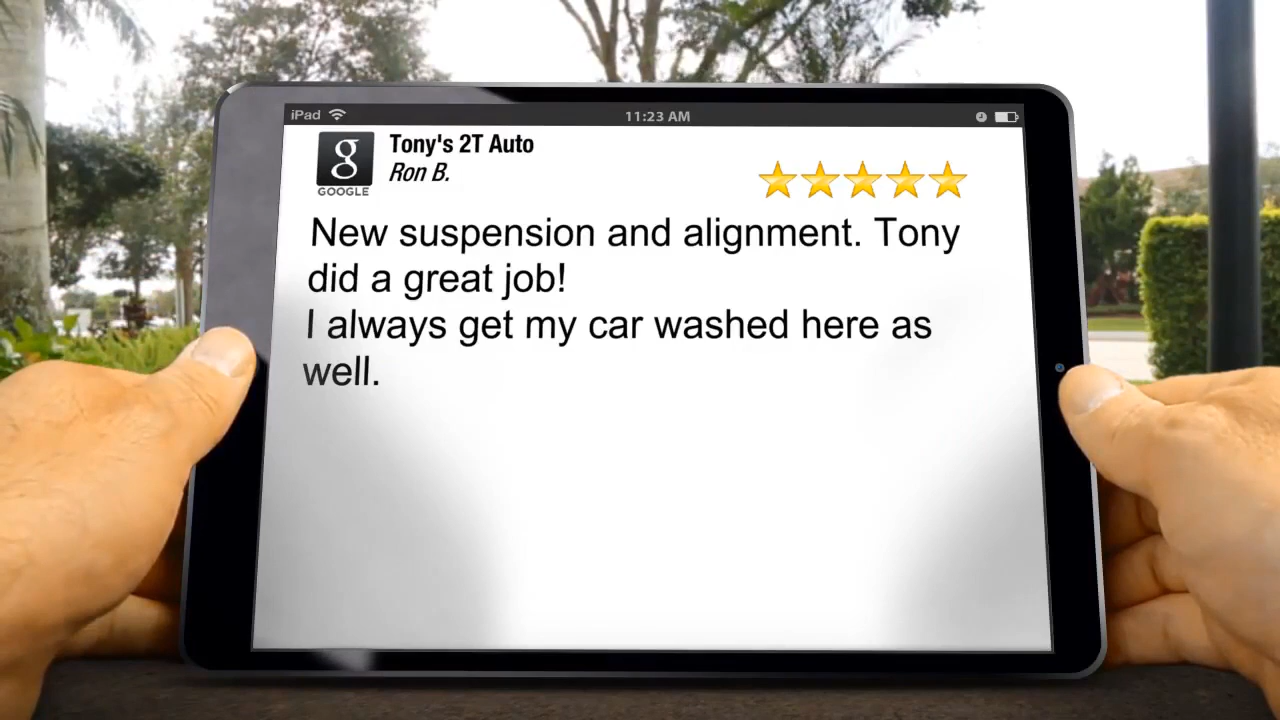 iPad
11:23 AM
g
GOOGLE
Tony's 2T Auto
Ron B.
New suspension and alignment. Tony
did a great job!
I always get my car washed here as
well.